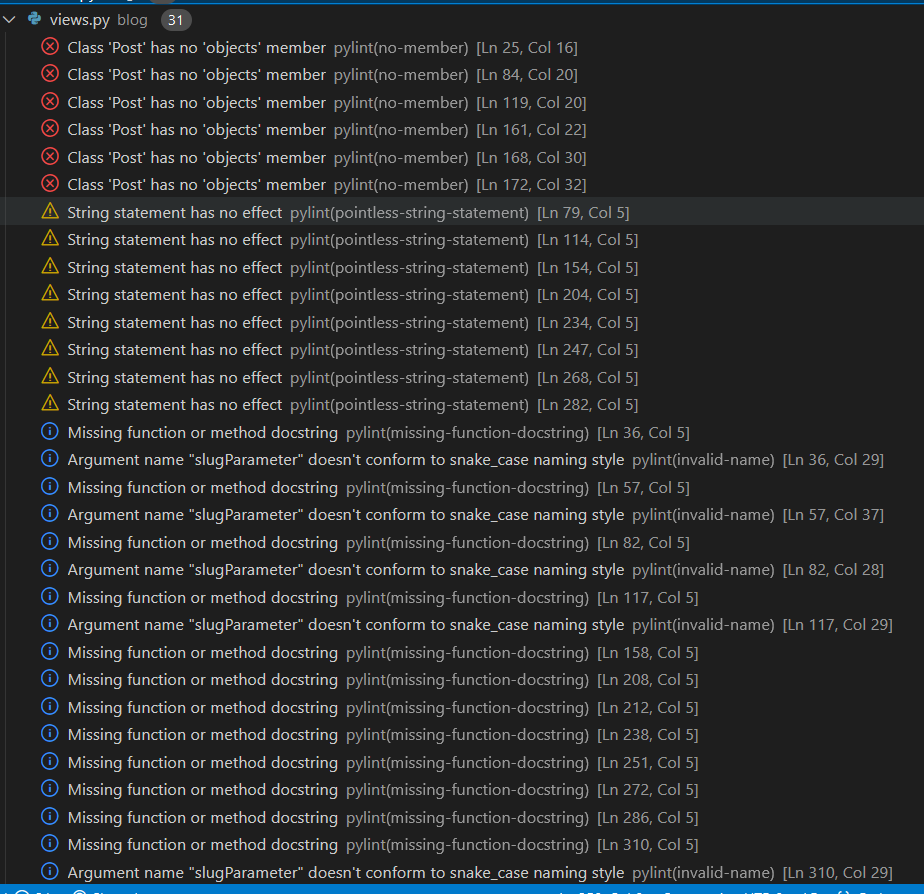 views.py blog 31
Class 'Post' has no 'objects' member pylint(no-member) [Ln 25, Col 16]
Class 'Post' has no 'objects' member pylint(no-member) [Ln 84, Col 20]
Class 'Post' has no 'objects' member pylint(no-member) [Ln 119, Col 20]
Class 'Post' has no 'objects' member pylint(no-member) [Ln 161, Col 22]
Class 'Post' has no 'objects' member pylint(no-member) [Ln 168, Col 30]
Class 'Post' has no 'objects' member pylint(no-member) [Ln 172, Col 32]
String statement has no effect pylint(pointless-string-statement) [Ln 79, Col 5]
String statement has no effect pylint(pointless-string-statement) [Ln 114, Col 5]
String statement has no effect pylint(pointless-string-statement) [Ln 154, Col 5]
String statement has no effect pylint(pointless-string-statement) [Ln 204, Col 5]
String statement has no effect pylint(pointless-string-statement) [Ln 234, Col 5]
String statement has no effect pylint(pointless-string-statement) [Ln 247, Col 5]
String statement has no effect pylint(pointless-string-statement) [Ln 268, Col 5]
String statement has no effect pylint(pointless-string-statement) [Ln 282, Col 5]
Missing function or method docstring pylint(missing-function-docstring) [Ln 36, Col 5]
Argument name "slugParameter" doesn't conform to snake_case naming style pylint(invalid-name) [Ln 36, Col 29]
Missing function or method docstring pylint(missing-function-docstring) [Ln 57, Col 5]
Argument name "slugParameter" doesn't conform to snake_case naming style pylint(invalid-name) [Ln 57, Col 37]
Missing function or method docstring pylint(missing-function-docstring) [Ln 82, Col 5]
Argument name "slugParameter" doesn't conform to snake_case naming style pylint(invalid-name) [Ln 82, Col 28]
Missing function or method docstring pylint(missing-function-docstring) [Ln 117, Col 5]
Argument name "slugParameter" doesn't conform to snake_case naming style pylint(invalid-name) [Ln 117, Col 29]
Missing function or method docstring pylint(missing-function-docstring) [Ln 158, Col 5]
Missing function or method docstring pylint(missing-function-docstring) [Ln 208, Col 5]
Missing function or method docstring pylint(missing-function-docstring) [Ln 212, Col 5]
Missing function or method docstring pylint(missing-function-docstring) [Ln 238, Col 5]
Missing function or method docstring pylint(missing-function-docstring) [Ln 251, Col 5]
Missing function or method docstring pylint(missing-function-docstring) [Ln 272, Col 5]
Missing function or method docstring pylint(missing-function-docstring) [Ln 286, Col 5]
Missing function or method docstring pylint(missing-function-docstring) [Ln 310, Col 5]
Argument name "slugParameter" doesn't conform to snake_case naming style pylint(invalid-name) [Ln 310, Col 29]